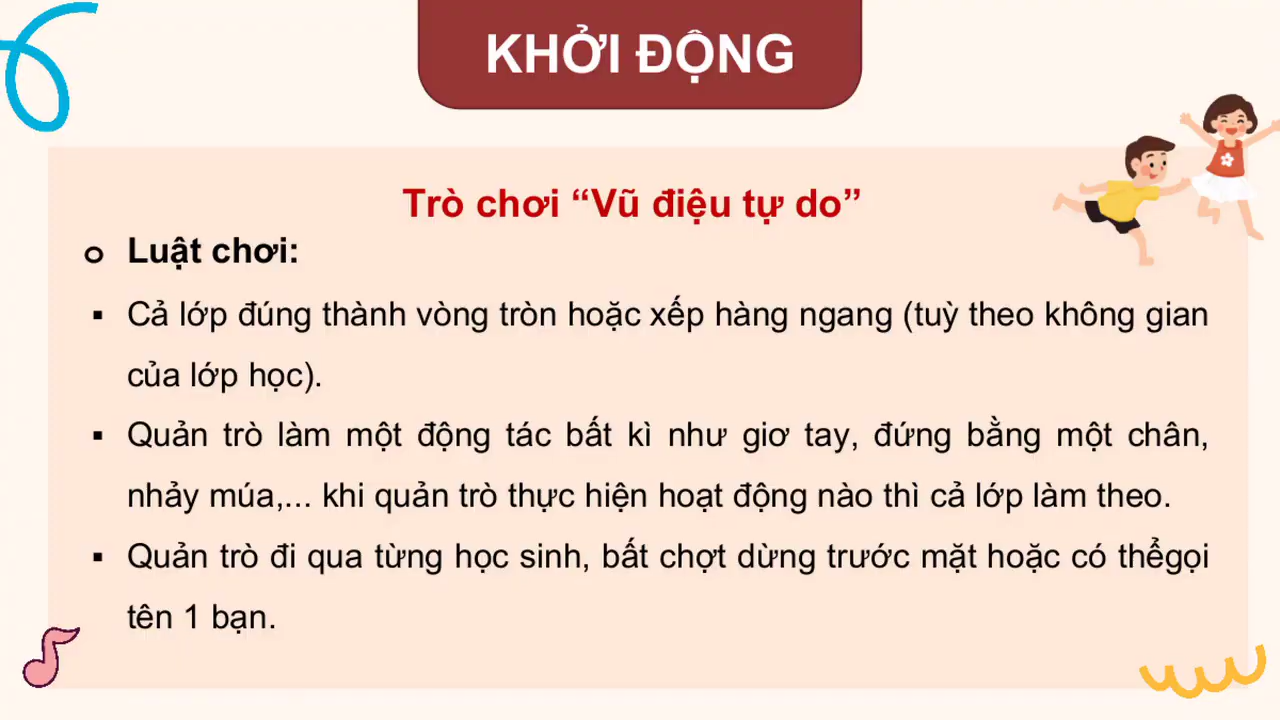 KHỞI ĐỘNG
Trò chơi “Vũ điệu tự do”
o Luật chơi:
▪ Cả lớp đúng thành vòng tròn hoặc xếp hàng ngang (tuỳ theo không gian
của lớp học).
▪ Quản trò làm một động tác bất kì như giơ tay, đứng bằng một chân,
nhảy múa,... khi quản trò thực hiện hoạt động nào thì cả lớp làm theo.
▪ Quản trò đi qua từng học sinh, bất chợt dừng trước mặt hoặc có thểgọi
tên 1 bạn.